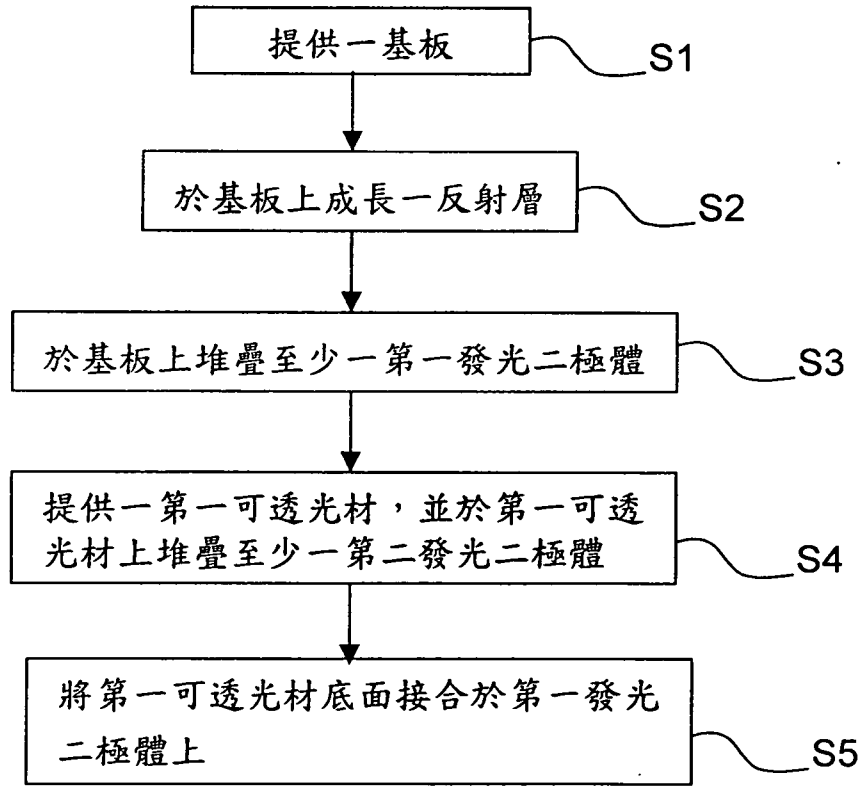 提供一基板
S1
於基板上成長一反射層
S2
於基板上堆疊至少一第一發光二極體
S3
提供一第一可透光材，並於第一可透
光材上堆疊至少一第二發光二極體
S4
將第一可透光材底面接合於第一發光
二極體上
S5